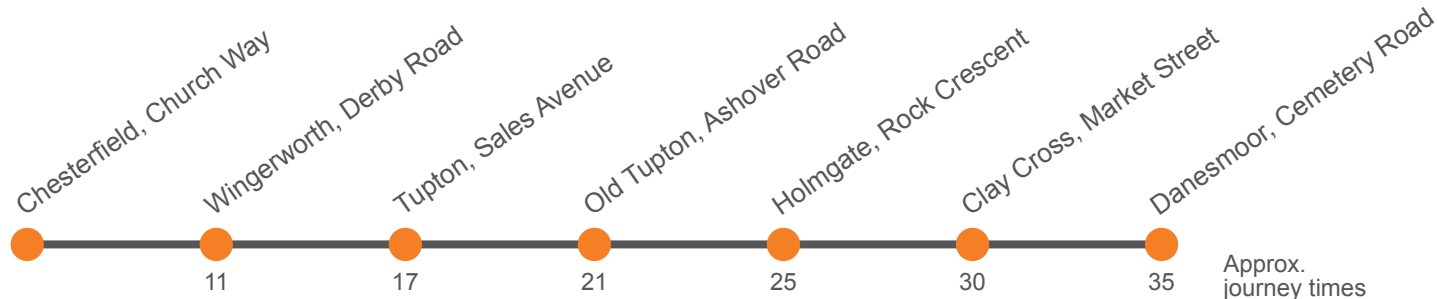 Chesterfield, Church Way
Wingerworth, Derby Road
Tupton, Sales Avenue
Old Tupton, Ashover Road
Holmgate, Rock Crescent
Clay Cross, Market Street
Danesmoor, Cemetery Road
11
17
21
25
30
35
Approx.
journey times